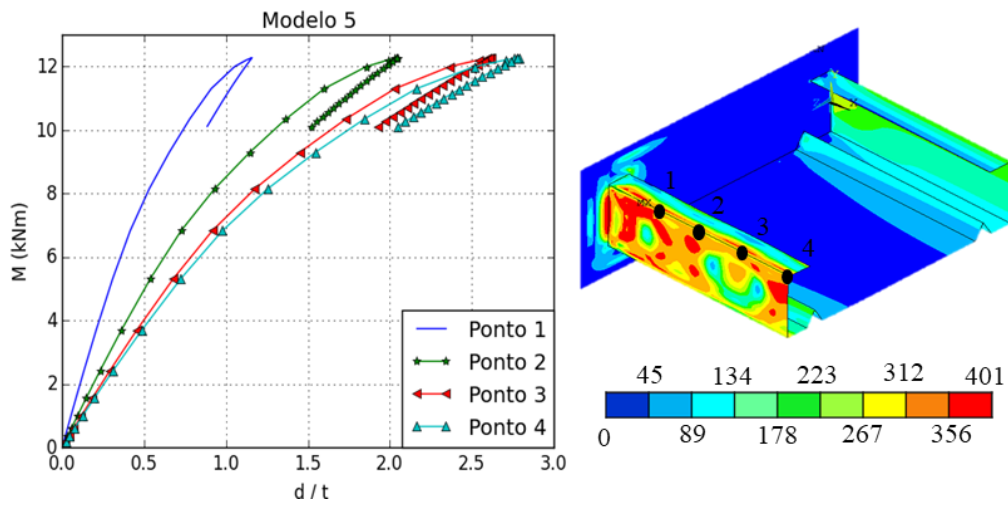 Modelo 5
M (kNm)
12
10
8
6
4
2
0
0.0 0.5 1.0 1.5 2.0 2.5 3.0
d / t
Ponto 1
Ponto 2
Ponto 3
Ponto 4
1
2
3
4
45 134 223 312 401
0 89 178 267 356